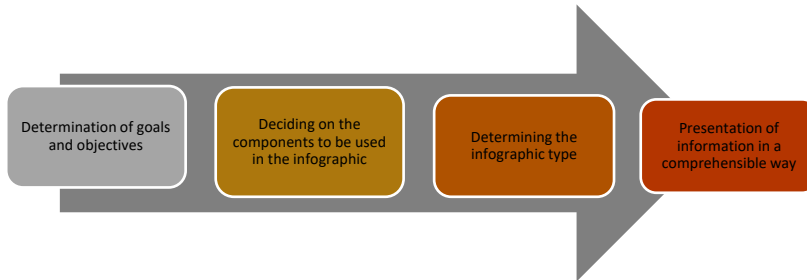 Determination of goals
and objectives
Deciding on the
components to be used
in the infographic
Determining the
infographic type
Presentation of
information in a
comprehensible way